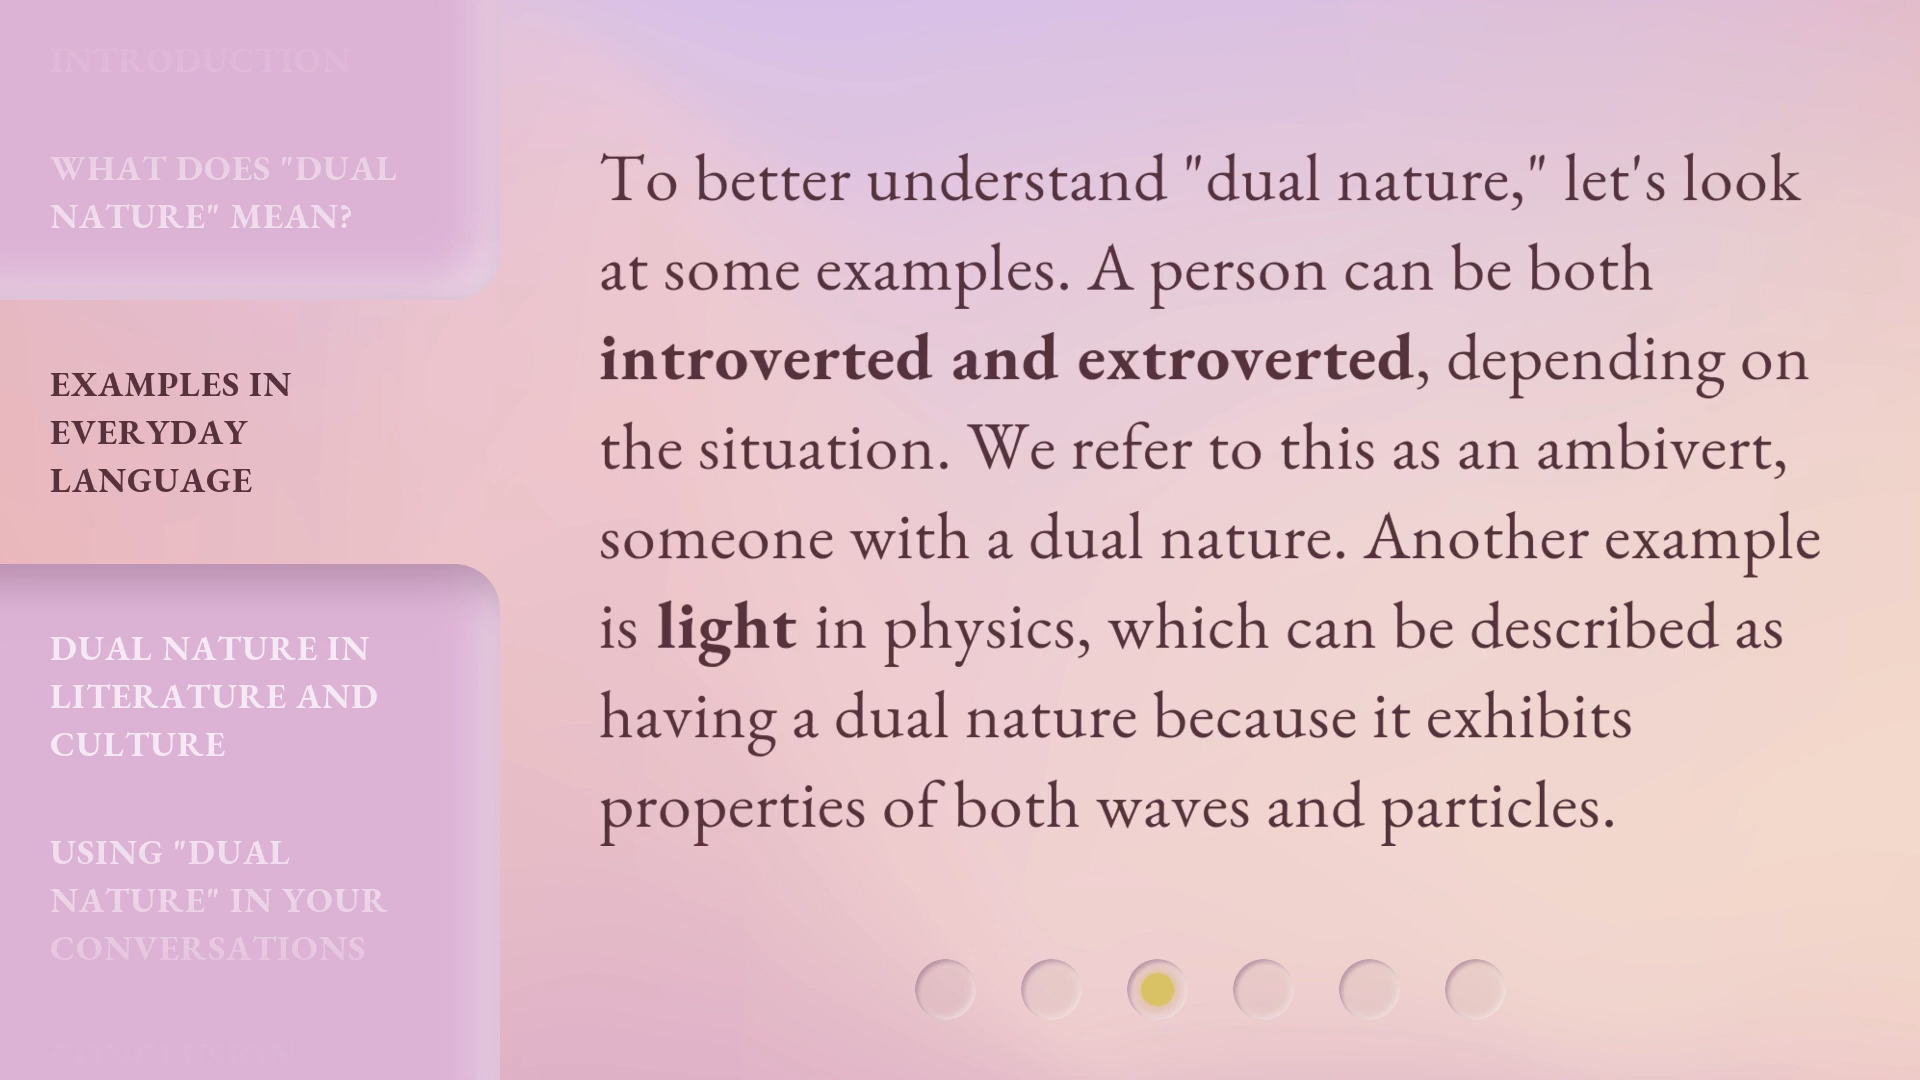 INTRODUCTION
WHAT DOES "DUAL
NATURE" MEAN?
EXAMPLES IN
EVERYDAY
LANGUAGE
DUAL NATURE IN
LITERATURE AND
CULTURE
USING "DUAL
NATURE" IN YOUR
CONVERSATIONS
CONCLUSION
To better understand "dual nature," let's look
at some examples. A person can be both
introverted and extroverted, depending on
the situation. We refer to this as an ambivert,
someone with a dual nature. Another example
is light in physics, which can be described as
having a dual nature because it exhibits
properties of both waves and particles.